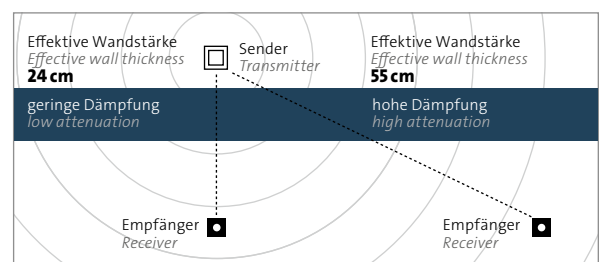 Effektive Wandstärke
Effective wall thickness
24 cm
Sender
Transmitter
Effektive Wandstärke
Effective wall thickness
55 cm
geringe Dämpfung
low attenuation
hohe Dämpfung
high attenuation
Empfänger
Receiver
Empfänger
Receiver